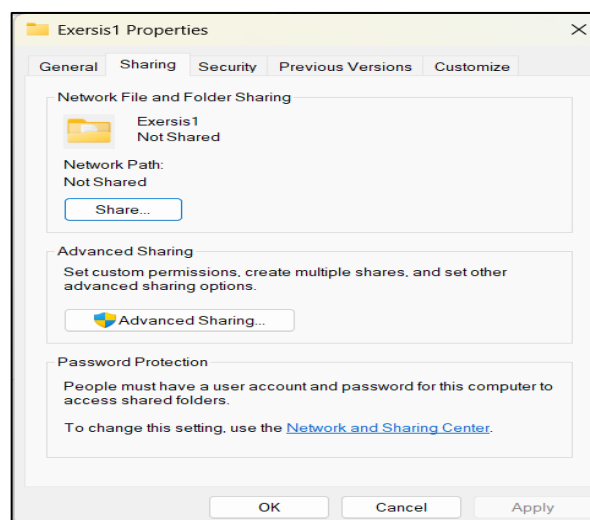 Exersis1 Properties
General Sharing Security Previous Versions Customize
Network File and Folder Sharing
Exersis1
Not Shared
Network Path:
Not Shared
Share...
Advanced Sharing
Set custom permissions, create multiple shares, and set other
advanced sharing options.
Advanced Sharing...
Password Protection
People must have a user account and password for this computer to
access shared folders.
To change this setting, use the Network and Sharing Center.
OK Cancel Apply